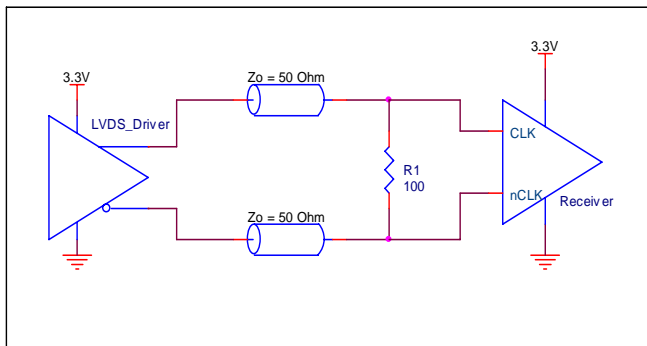 Zo = 50 Ohm
3.3V
3.3V
LVDS_Driver
CLK
R1
100
nCLK
Receiver
Zo = 50 Ohm